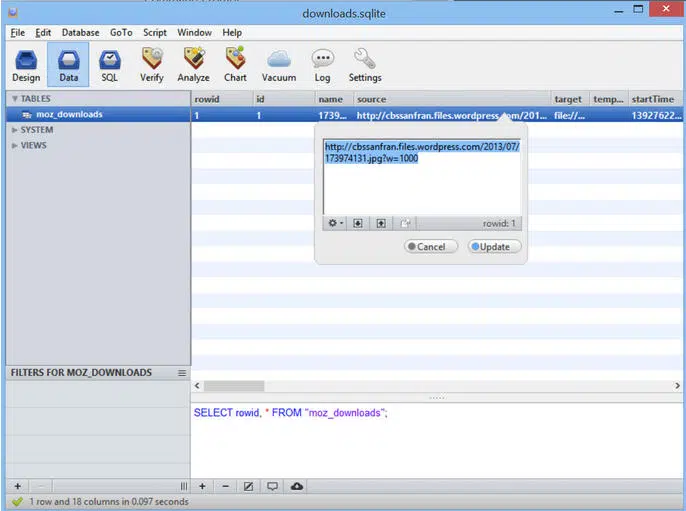 downloads.sqlite
File Edit Database GoTo Script Window Help
Design Data SQL Verify Analyze Chart Vacuum Log Settings
TABLES
moz_downloads
SYSTEM
VIEWS
rowid id name source target temp... startTime
1 1 1739... http://cbssanfran.files.wordpress.com/201... file://... 13927622...
http://cbssanfran.files.wordpress.com/2013/07/
173974131.jpg?w=1000
rowid: 1
Cancel Update
FILTERS FOR MOZ_DOWNLOADS
SELECT rowid, * FROM "moz_downloads";
1 row and 18 columns in 0.097 seconds